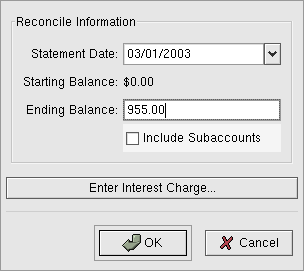 Reconcile Information
Statement Date: 03/01/2003
Starting Balance: $0.00
Ending Balance: 955.00
Include Subaccounts
Enter Interest Charge...
OK Cancel